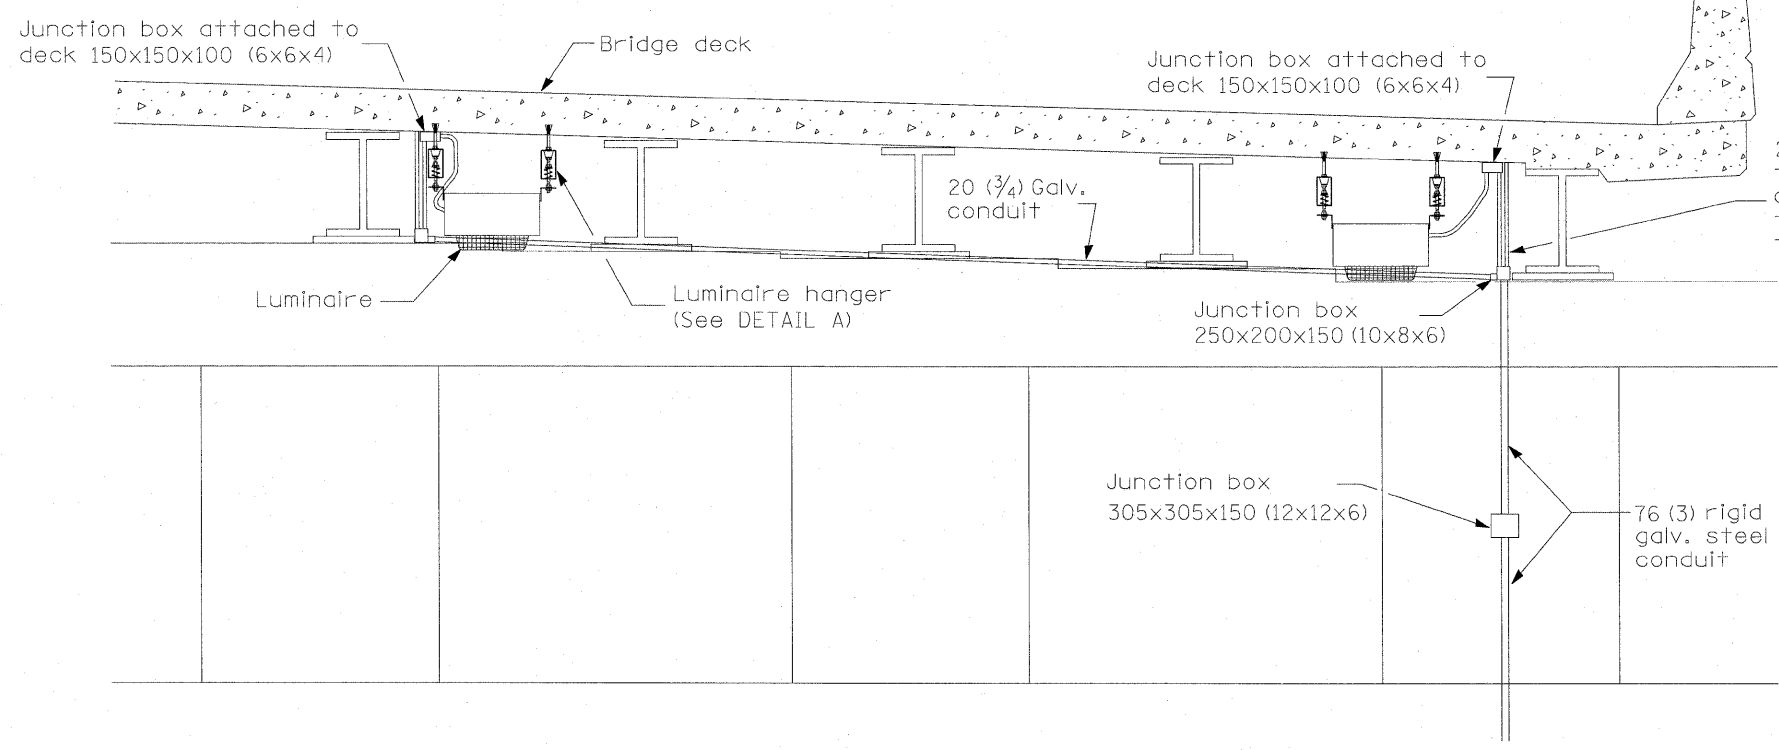 Junction box attached to
deck 150x150x100 (6x6x4)
Bridge deck
Junction box attached to
deck 150x150x100 (6x6x4)
20 (3/4) Galv.
conduit
Luminaire
Luminaire hanger
(See DETAIL A)
Junction box
250x200x150 (10x8x6)
Junction box
305x305x150 (12x12x6)
76 (3) rigid
galv. steel
conduit